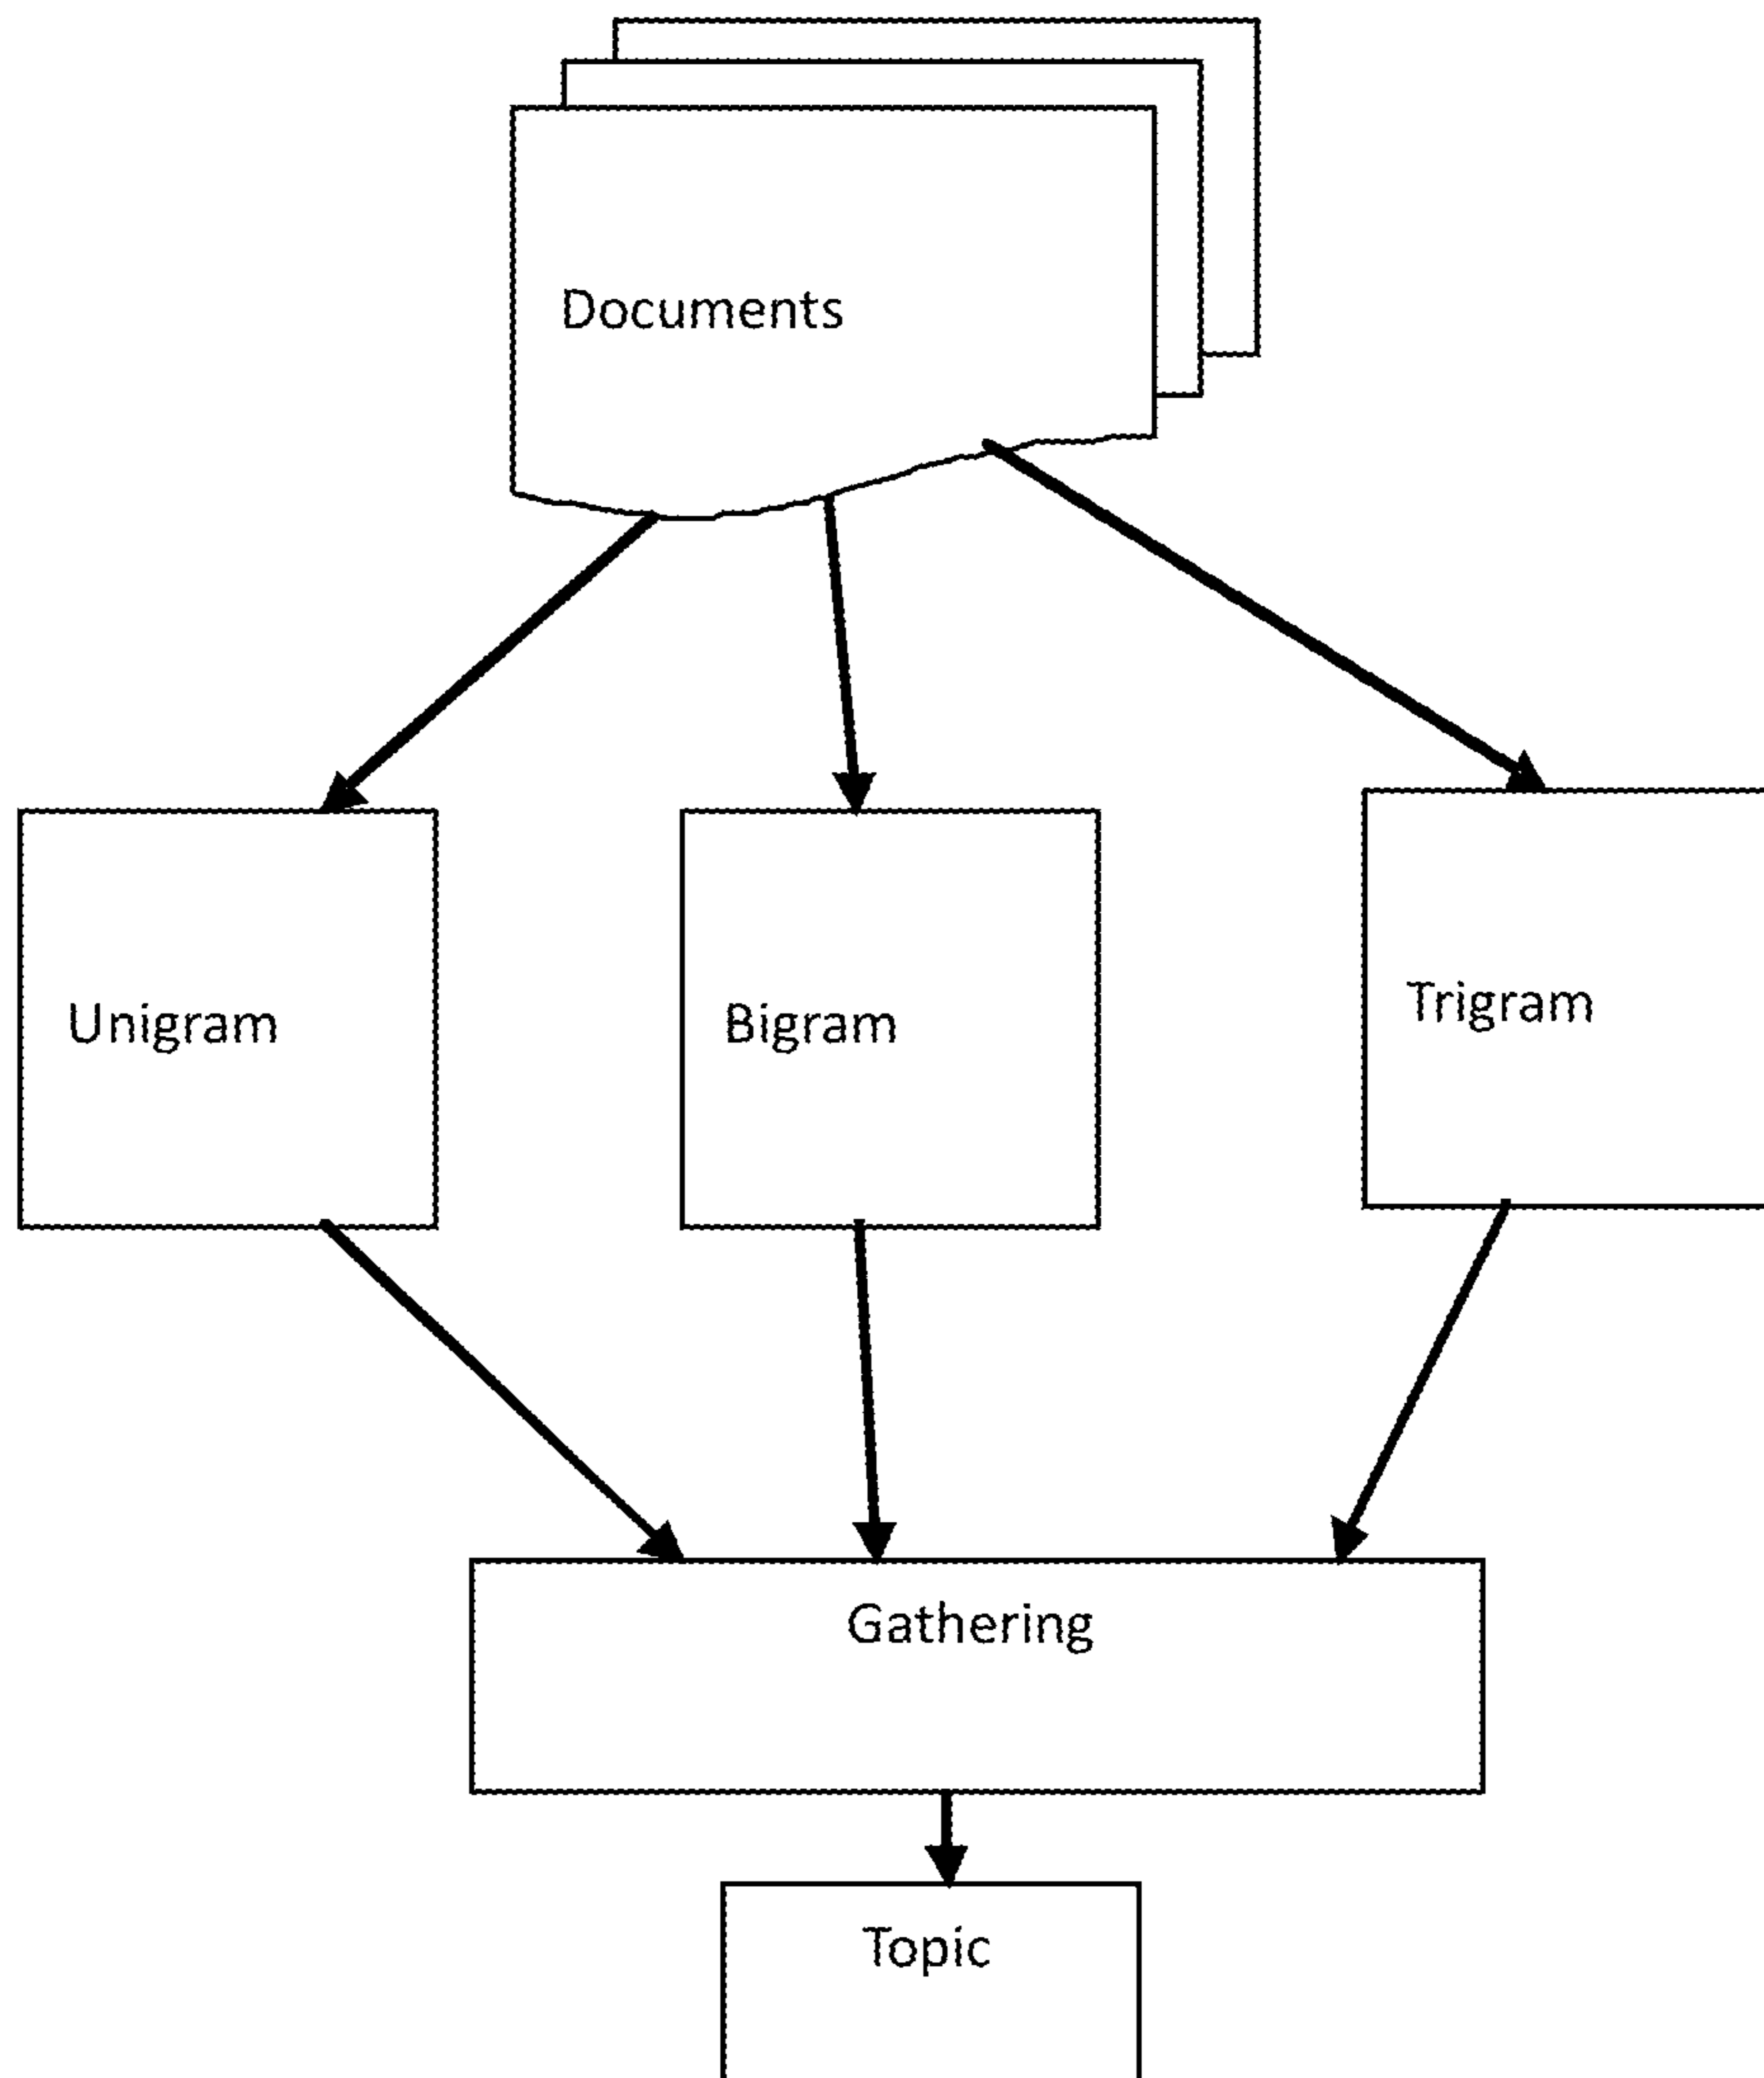 Documents
Unigram
Bigram
Trigram
Gathering
Topic